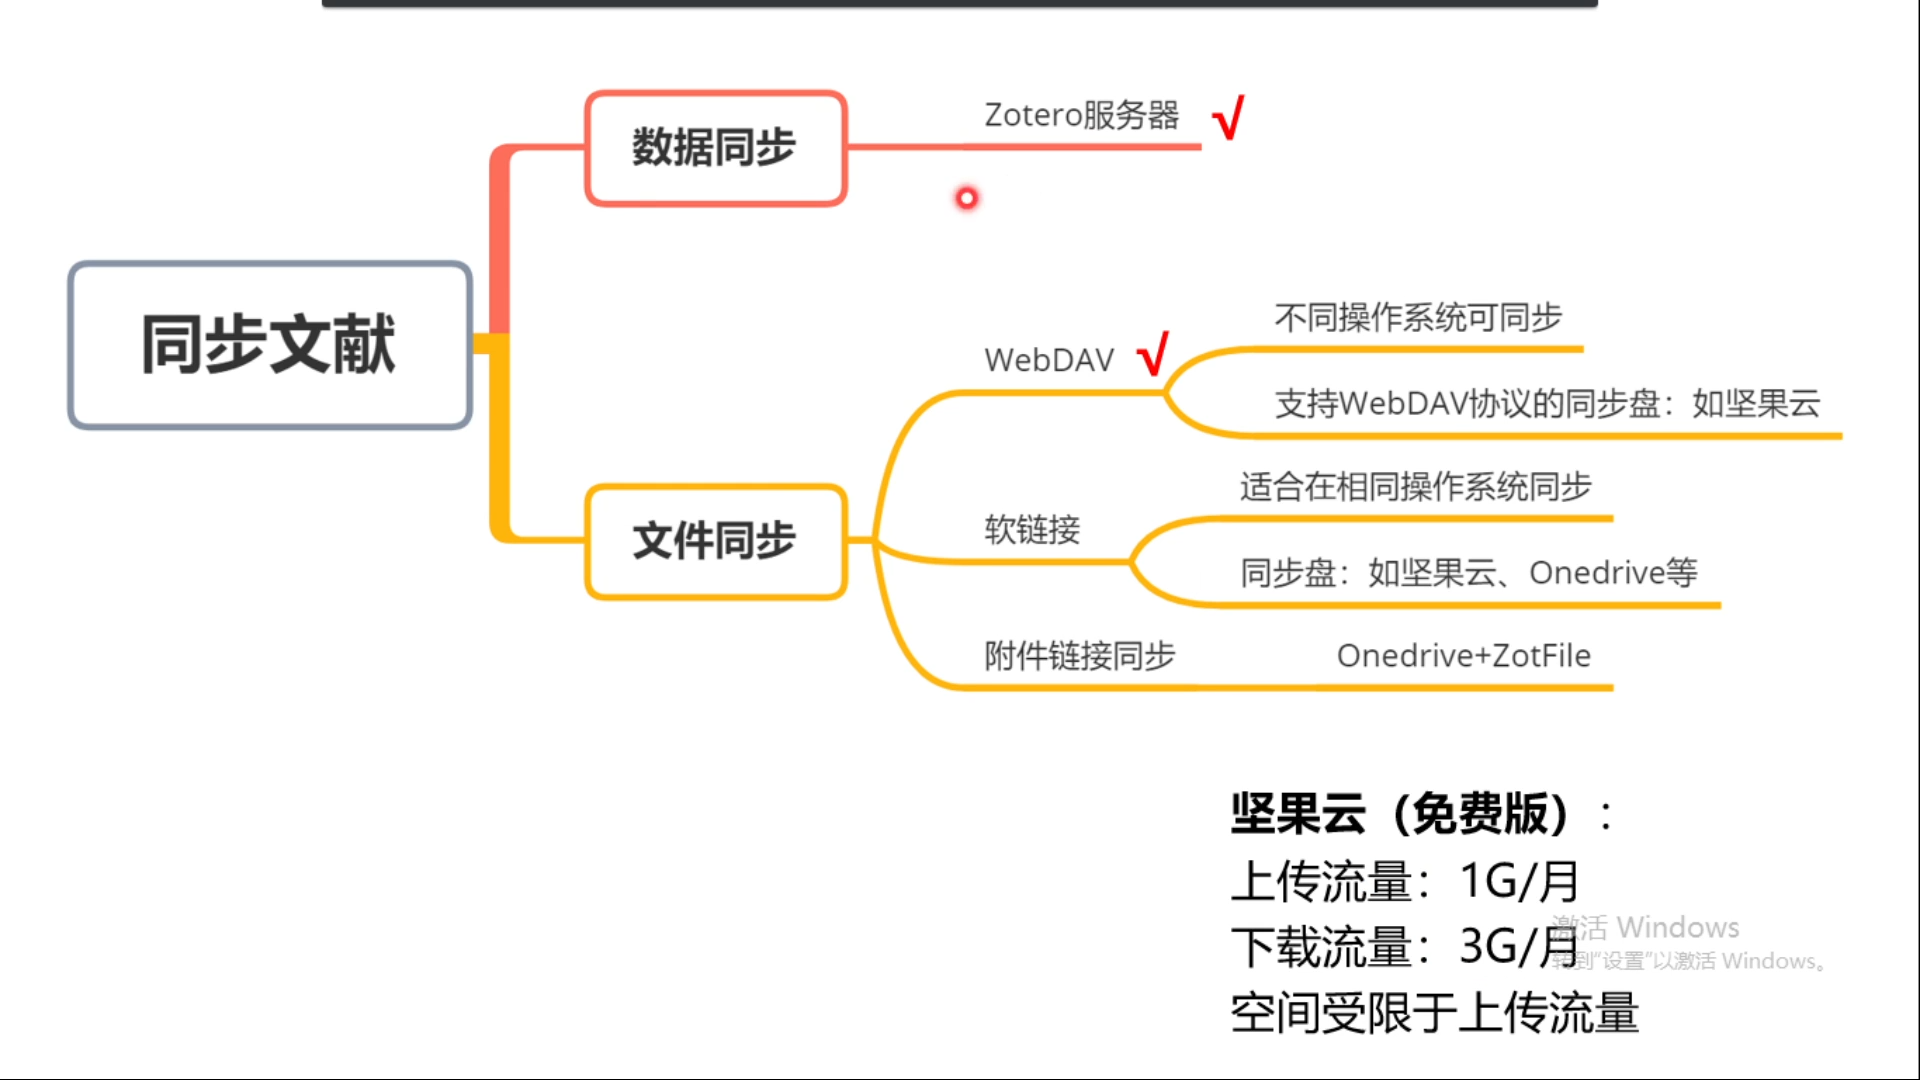 同步文献
数据同步
Zotero服务器 √
文件同步
WebDAV √
不同操作系统可同步
支持WebDAV协议的同步盘：如坚果云
软链接
适合在相同操作系统同步
同步盘：如坚果云、Onedrive等
附件链接同步
Onedrive+ZotFile
坚果云（免费版）:
上传流量：1G/月
下载流量：3G/月
空间受限于上传流量
激活 Windows
转到“设置”以激活 Windows。